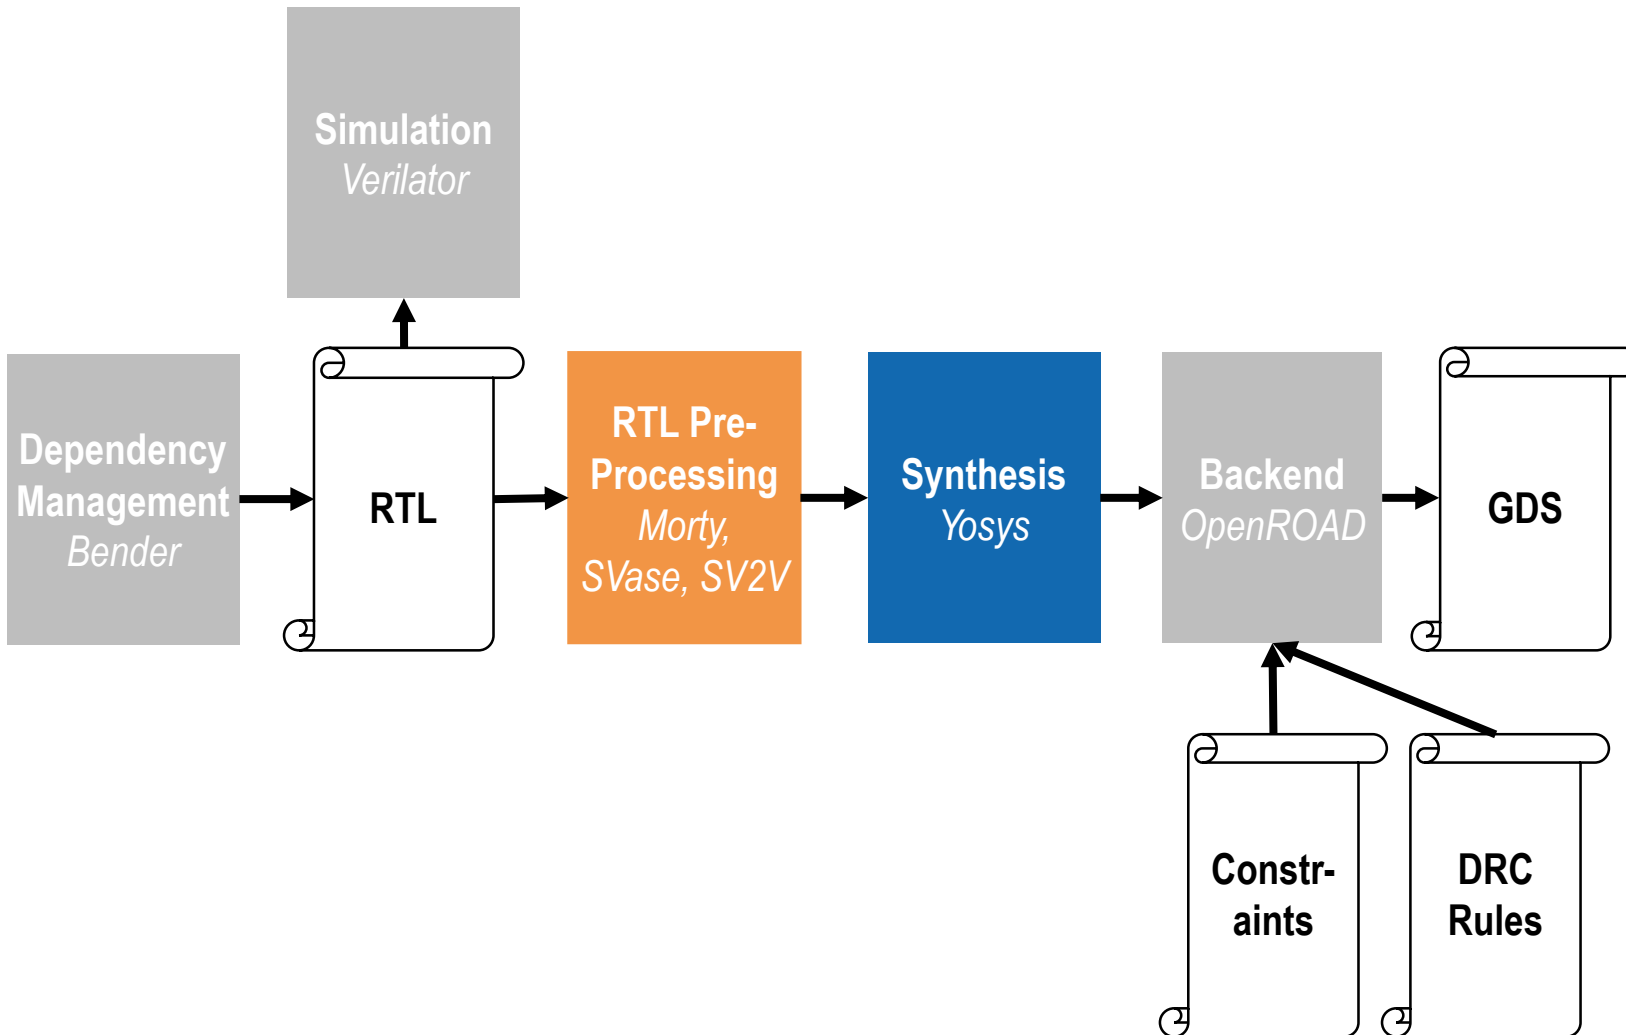 Simulation
Verilator
Dependency
Management
Bender
RTL
RTL Pre-
Processing
Morty,
SVase, SV2V
Synthesis
Yosys
Backend
OpenROAD
GDS
Constr-
aints
DRC
Rules